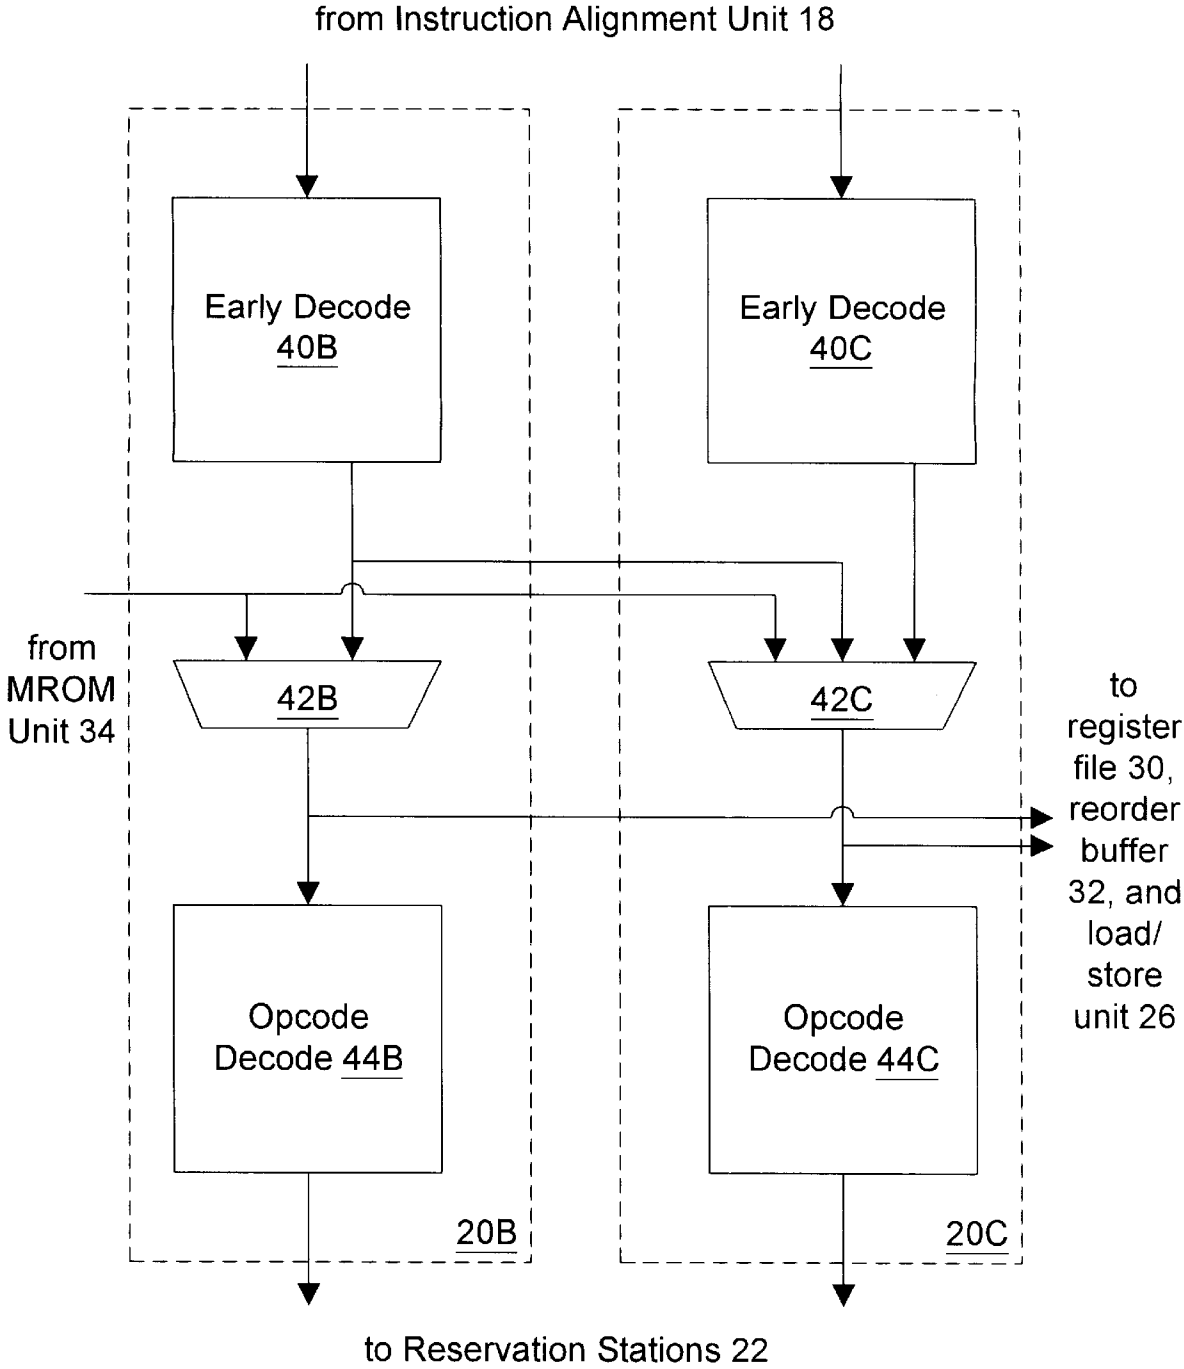 from Instruction Alignment Unit 18
Early Decode
40B
Early Decode
40C
from
MROM
Unit 34
42B
42C
to
register
file 30,
reorder
buffer
32, and
load/
store
unit 26
Opcode
Decode 44B
Opcode
Decode 44C
20B
20C
to Reservation Stations 22